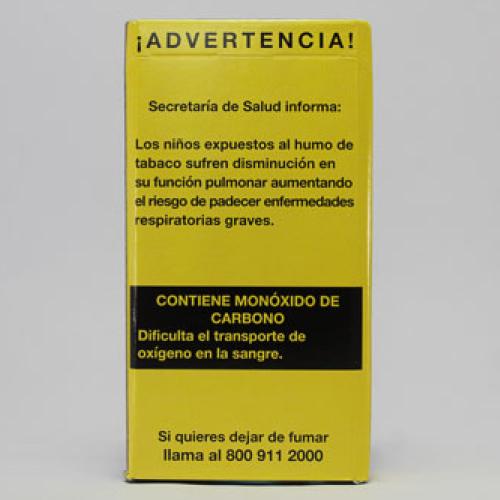 ¡ADVERTENCIA!
Secretaría de Salud informa:
Los niños expuestos al humo de
tabaco sufren disminución en
su función pulmonar aumentando
el riesgo de padecer enfermedades
respiratorias graves.
CONTIENE MONÓXIDO DE
CARBONO
Dificulta el transporte de
oxígeno en la sangre.
Si quieres dejar de fumar
llama al 800 911 2000